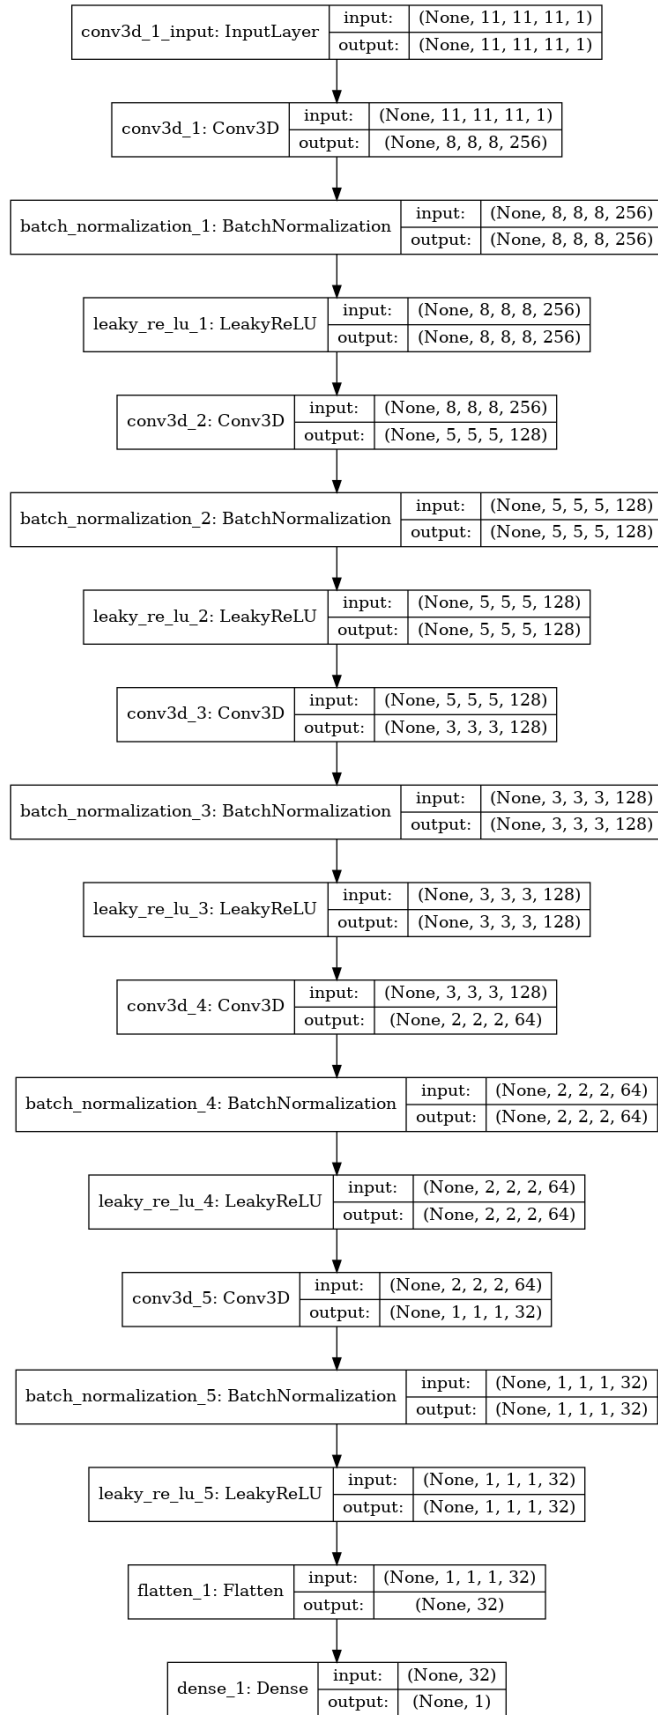 conv3d_1_input: InputLayer
input: (None, 11, 11, 11, 1)
output: (None, 11, 11, 11, 1)
conv3d_1: Conv3D
input: (None, 11, 11, 11, 1)
output: (None, 8, 8, 8, 256)
batch_normalization_1: BatchNormalization
input: (None, 8, 8, 8, 256)
output: (None, 8, 8, 8, 256)
leaky_re_lu_1: LeakyReLU
input: (None, 8, 8, 8, 256)
output: (None, 8, 8, 8, 256)
conv3d_2: Conv3D
input: (None, 8, 8, 8, 256)
output: (None, 5, 5, 5, 128)
batch_normalization_2: BatchNormalization
input: (None, 5, 5, 5, 128)
output: (None, 5, 5, 5, 128)
leaky_re_lu_2: LeakyReLU
input: (None, 5, 5, 5, 128)
output: (None, 5, 5, 5, 128)
conv3d_3: Conv3D
input: (None, 5, 5, 5, 128)
output: (None, 3, 3, 3, 128)
batch_normalization_3: BatchNormalization
input: (None, 3, 3, 3, 128)
output: (None, 3, 3, 3, 128)
leaky_re_lu_3: LeakyReLU
input: (None, 3, 3, 3, 128)
output: (None, 3, 3, 3, 128)
conv3d_4: Conv3D
input: (None, 3, 3, 3, 128)
output: (None, 2, 2, 2, 64)
batch_normalization_4: BatchNormalization
input: (None, 2, 2, 2, 64)
output: (None, 2, 2, 2, 64)
leaky_re_lu_4: LeakyReLU
input: (None, 2, 2, 2, 64)
output: (None, 2, 2, 2, 64)
conv3d_5: Conv3D
input: (None, 2, 2, 2, 64)
output: (None, 1, 1, 1, 32)
batch_normalization_5: BatchNormalization
input: (None, 1, 1, 1, 32)
output: (None, 1, 1, 1, 32)
leaky_re_lu_5: LeakyReLU
input: (None, 1, 1, 1, 32)
output: (None, 1, 1, 1, 32)
flatten_1: Flatten
input: (None, 1, 1, 1, 32)
output: (None, 32)
dense_1: Dense
input: (None, 32)
output: (None, 1)